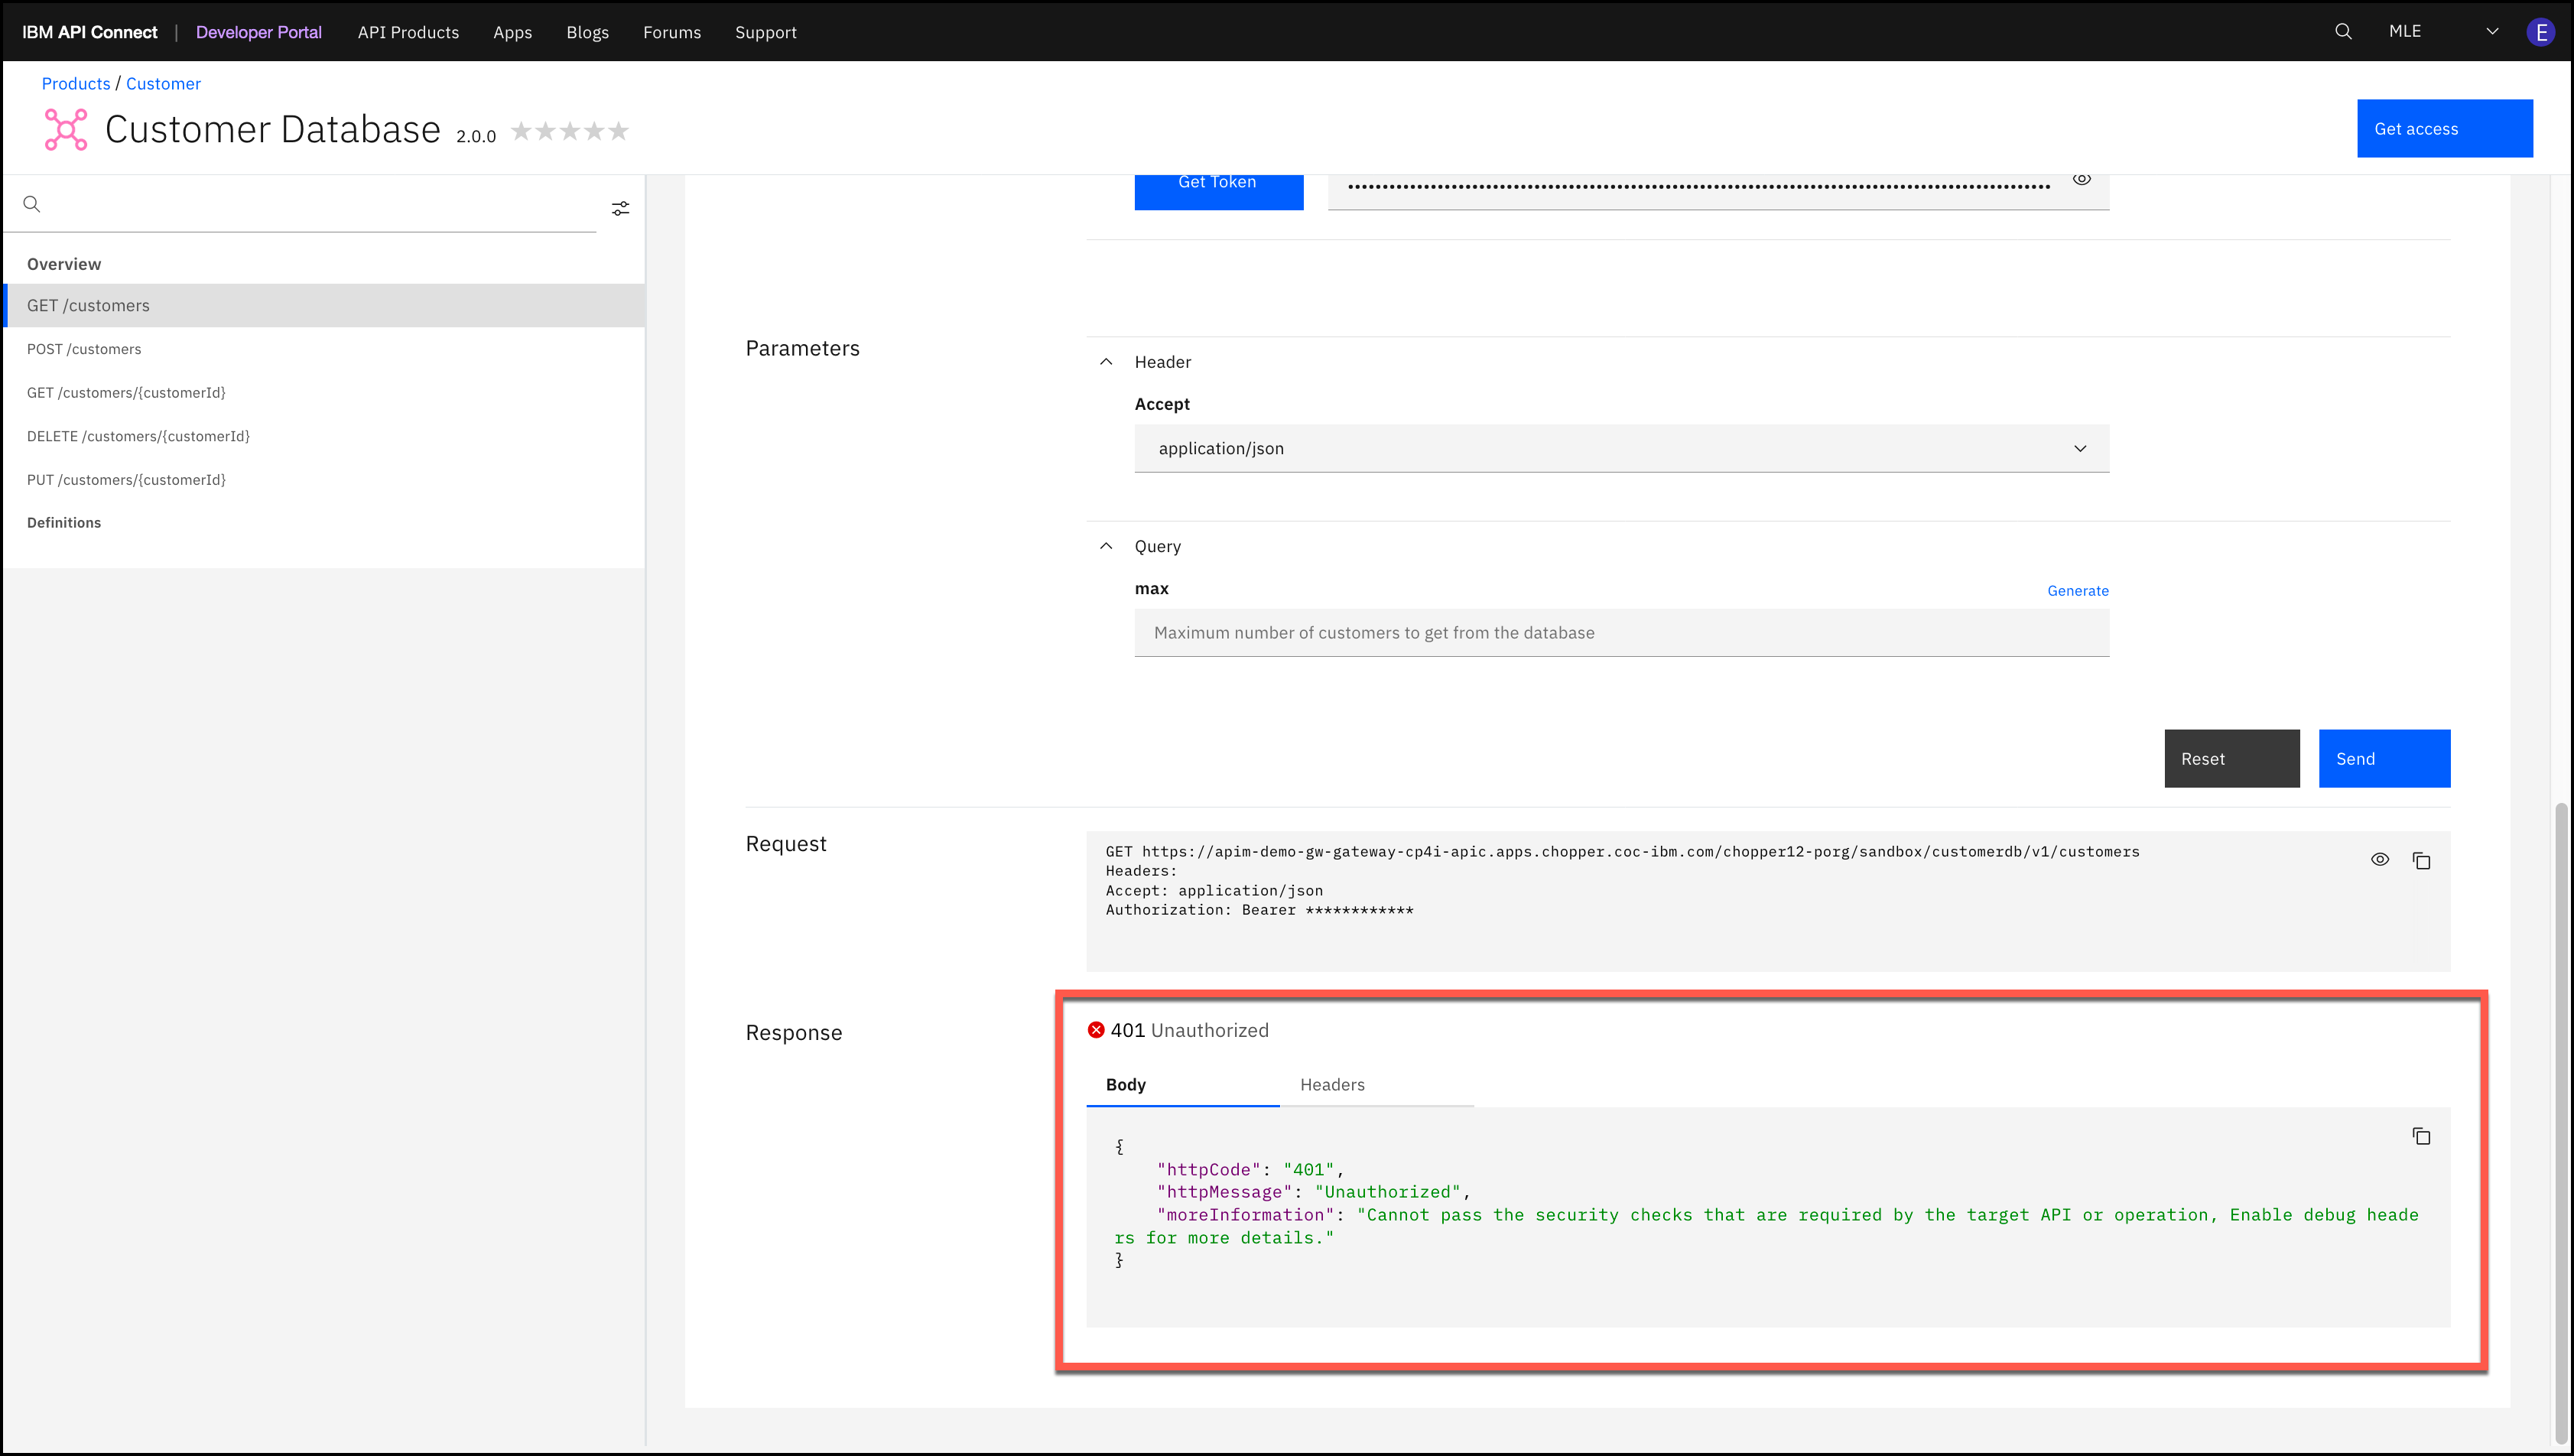 IBM API Connect | Developer Portal API Products Apps Blogs Forums Support MLE E
Products / Customer
Customer Database 2.0.0
Get access
Overview
GET /customers
POST /customers
GET /customers/{customerId}
DELETE /customers/{customerId}
PUT /customers/{customerId}
Definitions
Get Token
Parameters
Header
Accept
application/json
Query
max
Generate
Maximum number of customers to get from the database
Reset
Send
Request
GET https://apim-demo-gw-gateway-cp4i-apic.apps.chopper.coc-ibm.com/chopper12-porg/sandbox/customerdb/v1/customers
Headers:
Accept: application/json
Authorization: Bearer ************
Response
401 Unauthorized
Body Headers
{
"httpCode": "401",
"httpMessage": "Unauthorized",
"moreInformation": "Cannot pass the security checks that are required by the target API or operation, Enable debug heade
rs for more details."
}